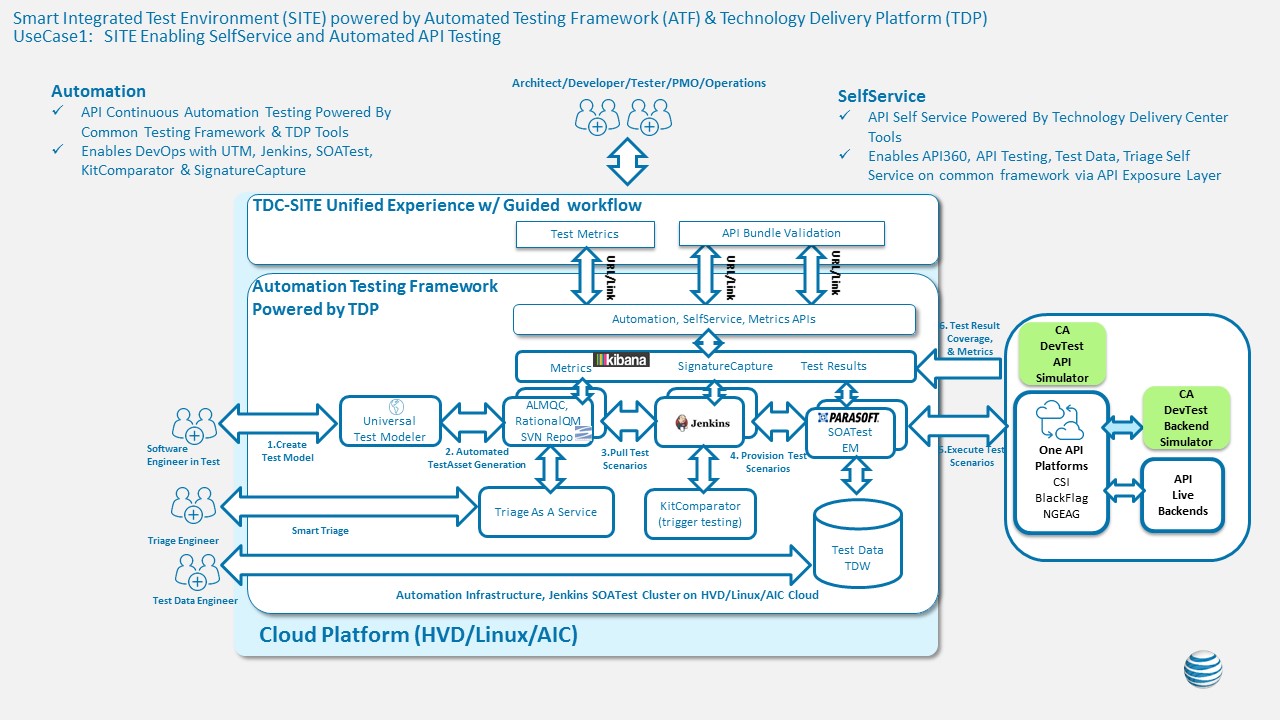 Smart Integrated Test Environment (SITE) powered by Automated Testing Framework (ATF) & Technology Delivery Platform (TDP)
UseCase1: SITE Enabling SelfService and Automated API Testing
Automation
✓ API Continuous Automation Testing Powered By
Common Testing Framework & TDP Tools
✓ Enables DevOps with UTM, Jenkins, SOATest,
KitComparator & SignatureCapture
Architect/Developer/Tester/PMO/Operations
SelfService
✓ API Self Service Powered By Technology Delivery Center
Tools
✓ Enables API360, API Testing, Test Data, Triage Self
Service on common framework via API Exposure Layer
TDC-SITE Unified Experience w/ Guided workflow
Test Metrics
API Bundle Validation
URL/Link
URL/Link
URL/Link
Automation Testing Framework
Powered by TDP
Automation, SelfService, Metrics APIs
Metrics
kibana
SignatureCapture
Test Results
6. Test Result
Coverage,
& Metrics
Software
Engineer in Test
1.Create
Test Model
Universal
Test Modeler
2. Automated
TestAsset Generation
ALMQC,
RationalQM
SVN Repo
3.Pull Test
Scenarios
Jenkins
4. Provision Test
Scenarios
PARASOFT
SOATest
EM
5.Execute Test
Scenarios
CA
DevTest
API
Simulator
One API
Platforms
CSI
BlackFlag
NGEAG
CA
DevTest
Backend
Simulator
API
Live
Backends
Triage Engineer
Smart Triage
Triage As A Service
KitComparator
(trigger testing)
Test Data
TDW
Test Data Engineer
Automation Infrastructure, Jenkins SOATest Cluster on HVD/Linux/AIC Cloud
Cloud Platform (HVD/Linux/AIC)